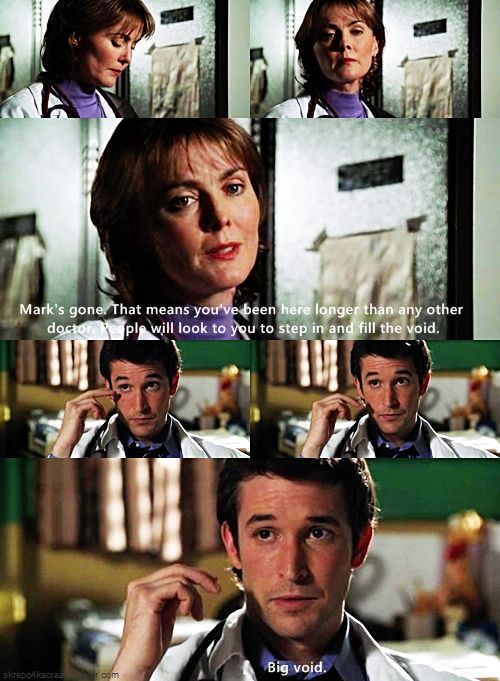 Mark's gone. That means you've been here longer than any other
doctor. People will look to you to step in and fill the void.
Big void.